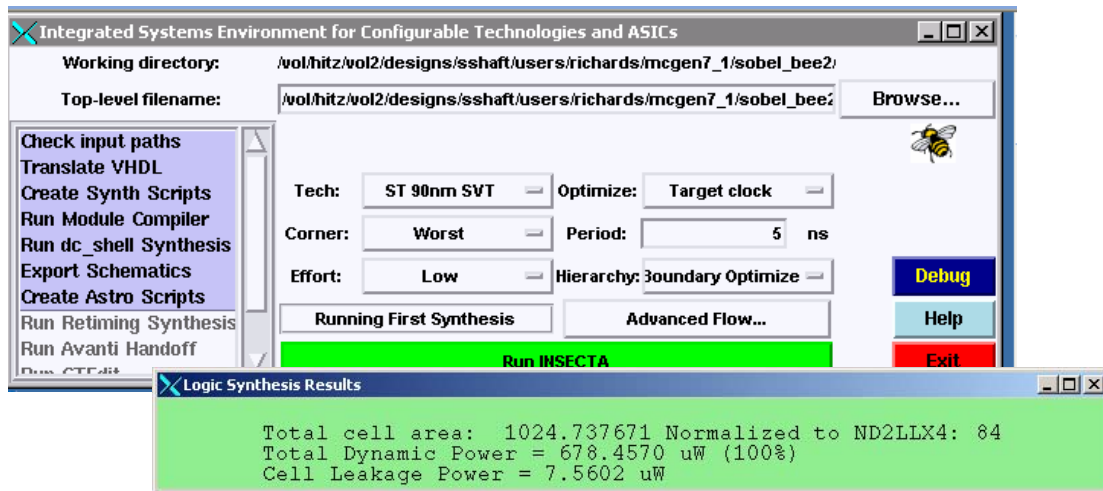 Integrated Systems Environment for Configurable Technologies and ASICs
Working directory: /vol/hitz/vol2/designs/sshaft/users/richards/mcgen7_1/sobel_bee2/
Top-level filename: /vol/hitz/vol2/designs/sshaft/users/richards/mcgen7_1/sobel_bee2 Browse...
Check input paths
Translate VHDL
Create Synth Scripts
Run Module Compiler
Run dc_shell Synthesis
Export Schematics
Create Astro Scripts
Run Retiming Synthesis
Run Avanti Handoff
Run CTEdit
Tech: ST 90nm SVT Optimize: Target clock
Corner: Worst Period: 5 ns
Effort: Low Hierarchy: Boundary Optimize
Running First Synthesis Advanced Flow...
Run INSECTA
Debug
Help
Exit
Logic Synthesis Results
Total cell area: 1024.737671 Normalized to ND2LLX4: 84
Total Dynamic Power = 678.4570 uW (100%)
Cell Leakage Power = 7.5602 uW